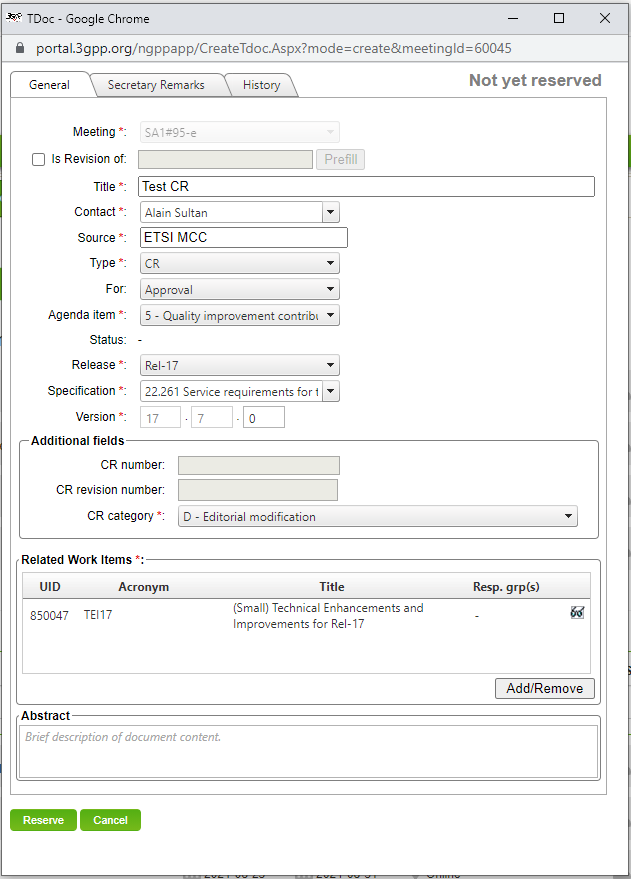 TDoc - Google Chrome
portal.3gpp.org/ngppapp/CreateTdoc.Aspx?mode=create&meetingId=60045
General
Secretary Remarks
History
Not yet reserved
Meeting *: SA1#95-e
Is Revision of: Prefill
Title *: Test CR
Contact *: Alain Sultan
Source *: ETSI MCC
Type *: CR
For: Approval
Agenda item *: 5 - Quality improvement contribu
Status: -
Release *: Rel-17
Specification *: 22.261 Service requirements for t
Version *: 17 . 7 . 0
Additional fields
CR number:
CR revision number:
CR category *: D - Editorial modification
Related Work Items *:
UID Acronym Title Resp. grp(s)
850047 TEI17 (Small) Technical Enhancements and -
Improvements for Rel-17
Add/Remove
Abstract
Brief description of document content.
Reserve Cancel